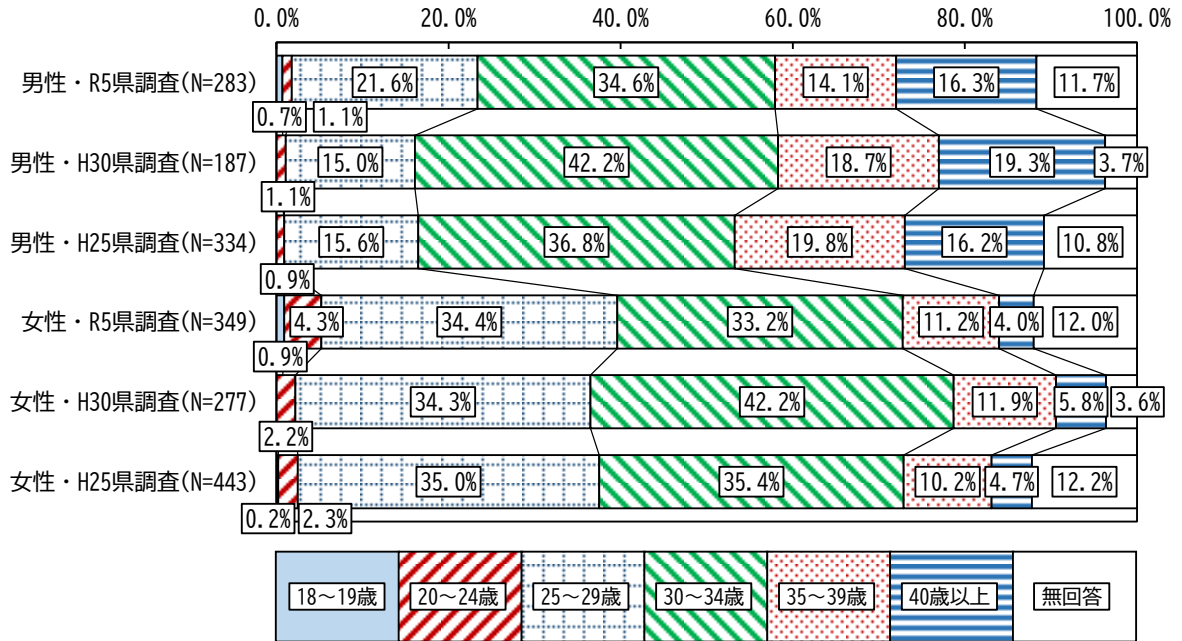 0.0% 20.0% 40.0% 60.0% 80.0% 100.0%
男性・R5県調査(N=283) 21.6% 34.6% 14.1% 16.3% 11.7%
0.7% 1.1%
男性・H30県調査(N=187) 15.0% 42.2% 18.7% 19.3% 3.7%
1.1%
男性・H25県調査(N=334) 15.6% 36.8% 19.8% 16.2% 10.8%
0.9%
女性・R5県調査(N=349) 4.3% 34.4% 33.2% 11.2% 4.0% 12.0%
0.9%
女性・H30県調査(N=277) 34.3% 42.2% 11.9% 5.8% 3.6%
2.2%
女性・H25県調査(N=443) 35.0% 35.4% 10.2% 4.7% 12.2%
0.2% 2.3%
18～19歳 20～24歳 25～29歳 30～34歳 35～39歳 40歳以上 無回答